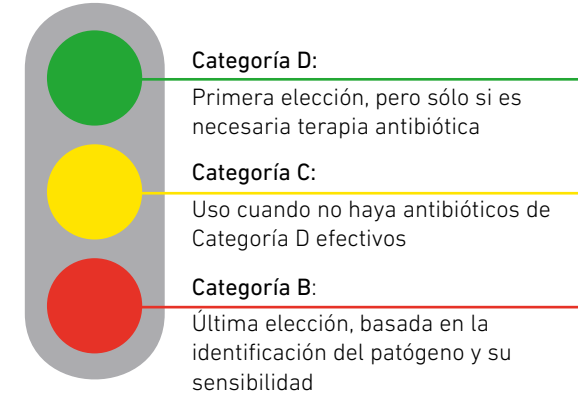 Categoría D:
Primera elección, pero sólo si es
necesaria terapia antibiótica
Categoría C:
Uso cuando no haya antibióticos de
Categoría D efectivos
Categoría B:
Última elección, basada en la
identificación del patógeno y su
sensibilidad